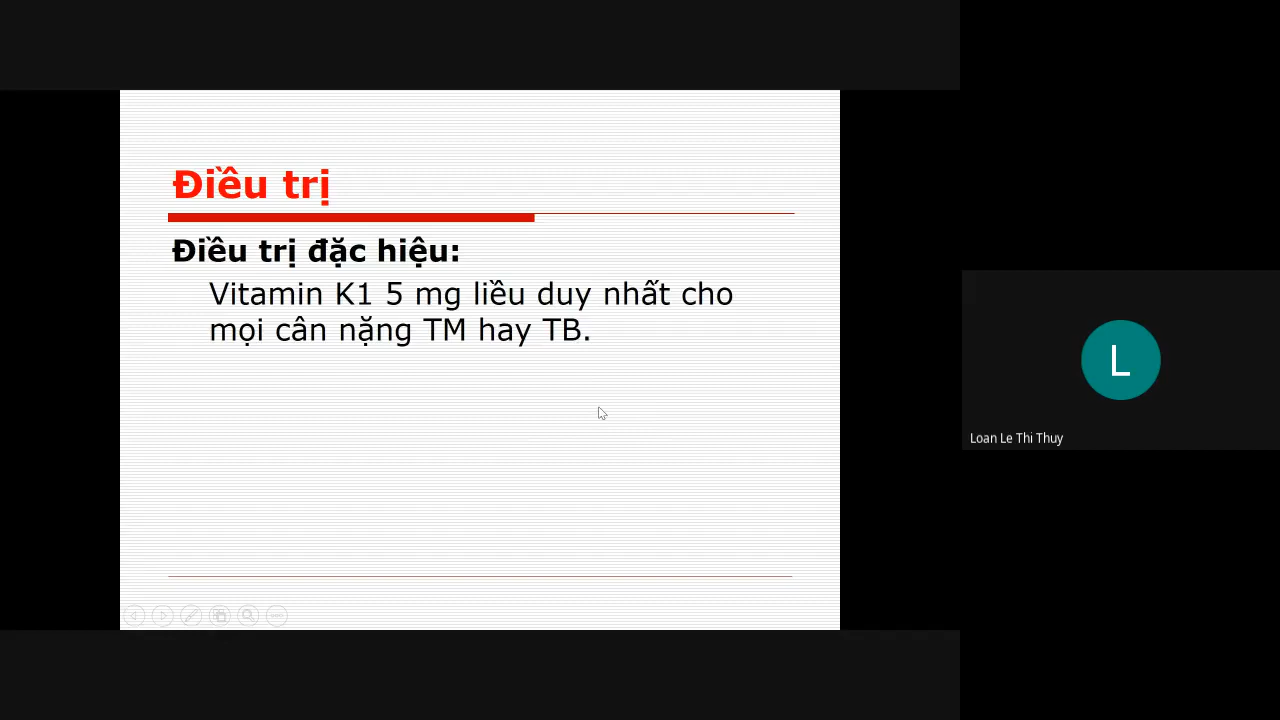 Điều trị
Điều trị đặc hiệu:
Vitamin K1 5 mg liều duy nhất cho
mọi cân nặng TM hay TB.
L
Loan Le Thi Thuy